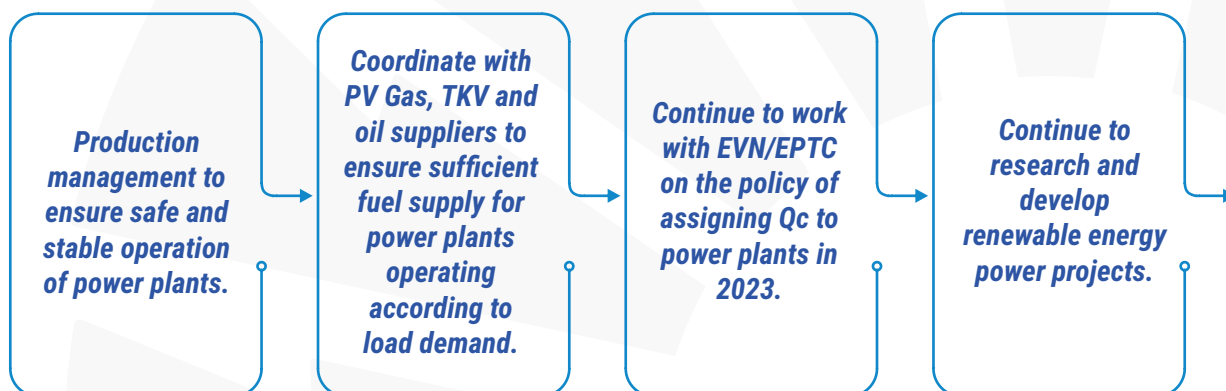 Production
management to
ensure safe and
stable operation
of power plants.
Coordinate with
PV Gas, TKV and
oil suppliers to
ensure sufficient
fuel supply for
power plants
operating
according to
load demand.
Continue to work
with EVN/EPTC
on the policy of
assigning Qc to
power plants in
2023.
Continue to
research and
develop
renewable energy
power projects.